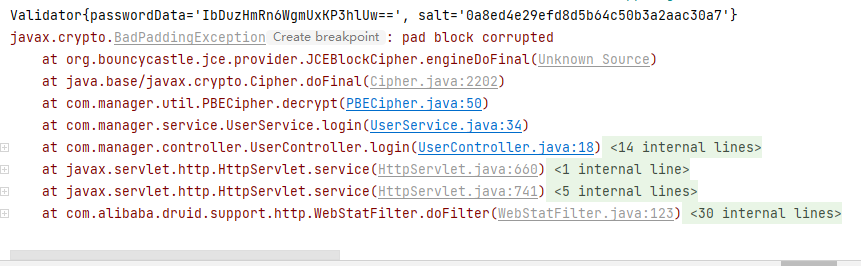 Validator{passwordData='IbDuzHmRn6WgmUxKP3hlUw==', salt='0a8ed4e29efd8d5b64c50b3a2aac30a7'}
javax.crypto.BadPaddingException Create breakpoint : pad block corrupted
at org.bouncycastle.jce.provider.JCEBlockCipher.engineDoFinal(Unknown Source)
at java.base/javax.crypto.Cipher.doFinal(Cipher.java:2202)
at com.manager.util.PBECipher.decrypt(PBECipher.java:50)
at com.manager.service.UserService.login(UserService.java:34)
at com.manager.controller.UserController.login(UserController.java:18) <14 internal lines>
at javax.servlet.http.HttpServlet.service(HttpServlet.java:660) <1 internal line>
at javax.servlet.http.HttpServlet.service(HttpServlet.java:741) <5 internal lines>
at com.alibaba.druid.support.http.WebStatFilter.doFilter(WebStatFilter.java:123) <30 internal lines>